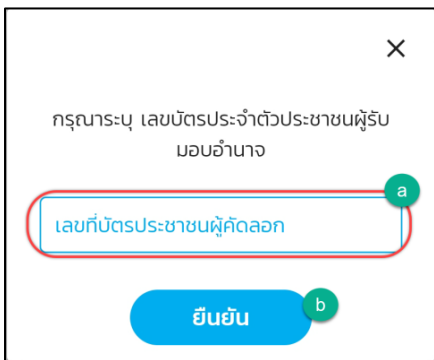 กรุณาระบุ เลขบัตรประจำตัวประชาชนผู้รับ
มอบอำนาจ
a
เลขที่บัตรประชาชนผู้คัดลอก
ยืนยัน
b